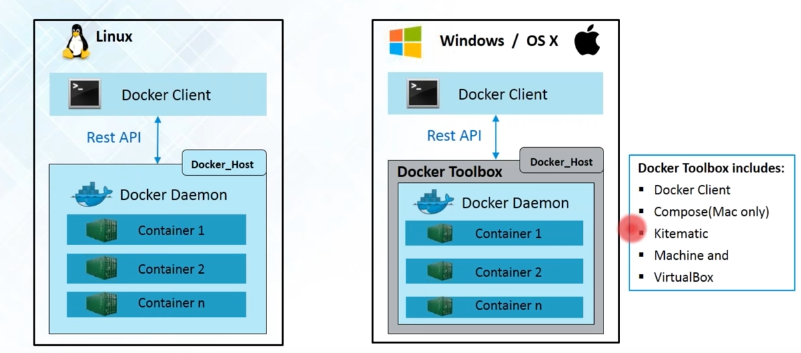 Linux
>_
Docker Client
Rest API
Docker_Host
Docker Daemon
Container 1
Container 2
Container n
Windows / OS X
>_
Docker Client
Rest API
Docker_Host
Docker Toolbox
Docker Daemon
Container 1
Container 2
Container n
Docker Toolbox includes:
▪ Docker Client
▪ Compose(Mac only)
▪ Kitematic
▪ Machine and
▪ VirtualBox